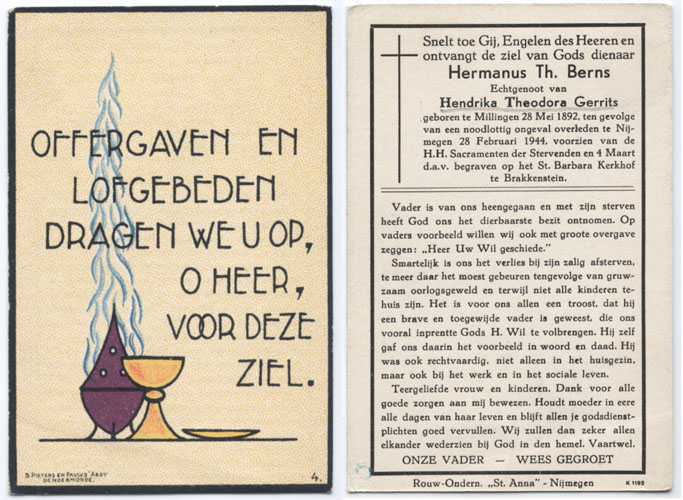 OFFERGAVEN EN
LOFGEBEDEN
DRAGEN WE U OP,
O HEER,
VOOR DEZE
ZIEL.
S. PIETERS EN PAULUS' ABDY
DENDERMONDE.
4.
Snelt toe Gij, Engelen des Heeren en
ontvangt de ziel van Gods dienaar
Hermanus Th. Berns
Echtgenoot van
Hendrika Theodora Gerrits
geboren te Millingen 28 Mei 1892, ten gevolge
van een noodlottig ongeval overleden te Nij-
megen 28 Februari 1944, voorzien van de
H.H. Sacramenten der Stervenden en 4 Maart
d.a.v. begraven op het St. Barbara Kerkhof
te Brakkenstein.
Vader is van ons heengegaan en met zijn sterven
heeft God ons het dierbaarste bezit ontnomen. Op
vaders voorbeeld willen wij ook met groote overgave
zeggen: „Heer Uw Wil geschiede."
Smartelijk is ons het verlies bij zijn zalig afsterven,
te meer daar het moest gebeuren tengevolge van gruw-
zaam oorlogsgeweld en terwijl niet alle kinderen te-
huis zijn. Het is voor ons allen een troost, dat hij
een brave en toegewijde vader is geweest, die ons
vooral inprentte Gods H. Wil te volbrengen. Hij zelf
gaf ons daarin het voorbeeld in woord en daad. Hij
was ook rechtvaardig, niet alleen in het huisgezin,
maar ook bij het werk en in het sociale leven.
Teergeliefde vrouw en kinderen. Dank voor alle
goede zorgen aan mij bewezen. Houdt moeder in eere
alle dagen van haar leven en blijft allen je godsdienst-
plichten goed vervullen. Wij zullen dan zeker allen
elkander wederzien bij God in den hemel. Vaartwel.
ONZE VADER — WEES GEGROET
Rouw-Ondern. „St. Anna" - Nijmegen
K 1195